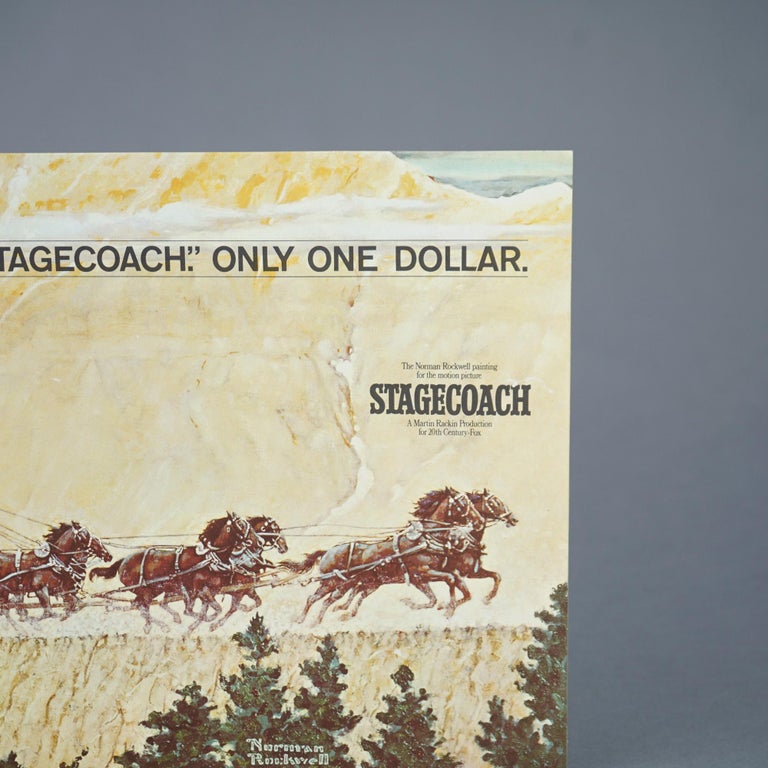 TAGECOACH." ONLY ONE DOLLAR.
The Norman Rockwell painting
for the motion picture
STAGECOACH
A Martin Rackin Production
for 20th Century-Fox
Norman
Rockwell